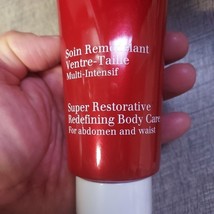 Soin Remodelant
Ventre-Taille
Multi-Intensif
Super Restorative
Redefining Body Care
For abdomen and waist